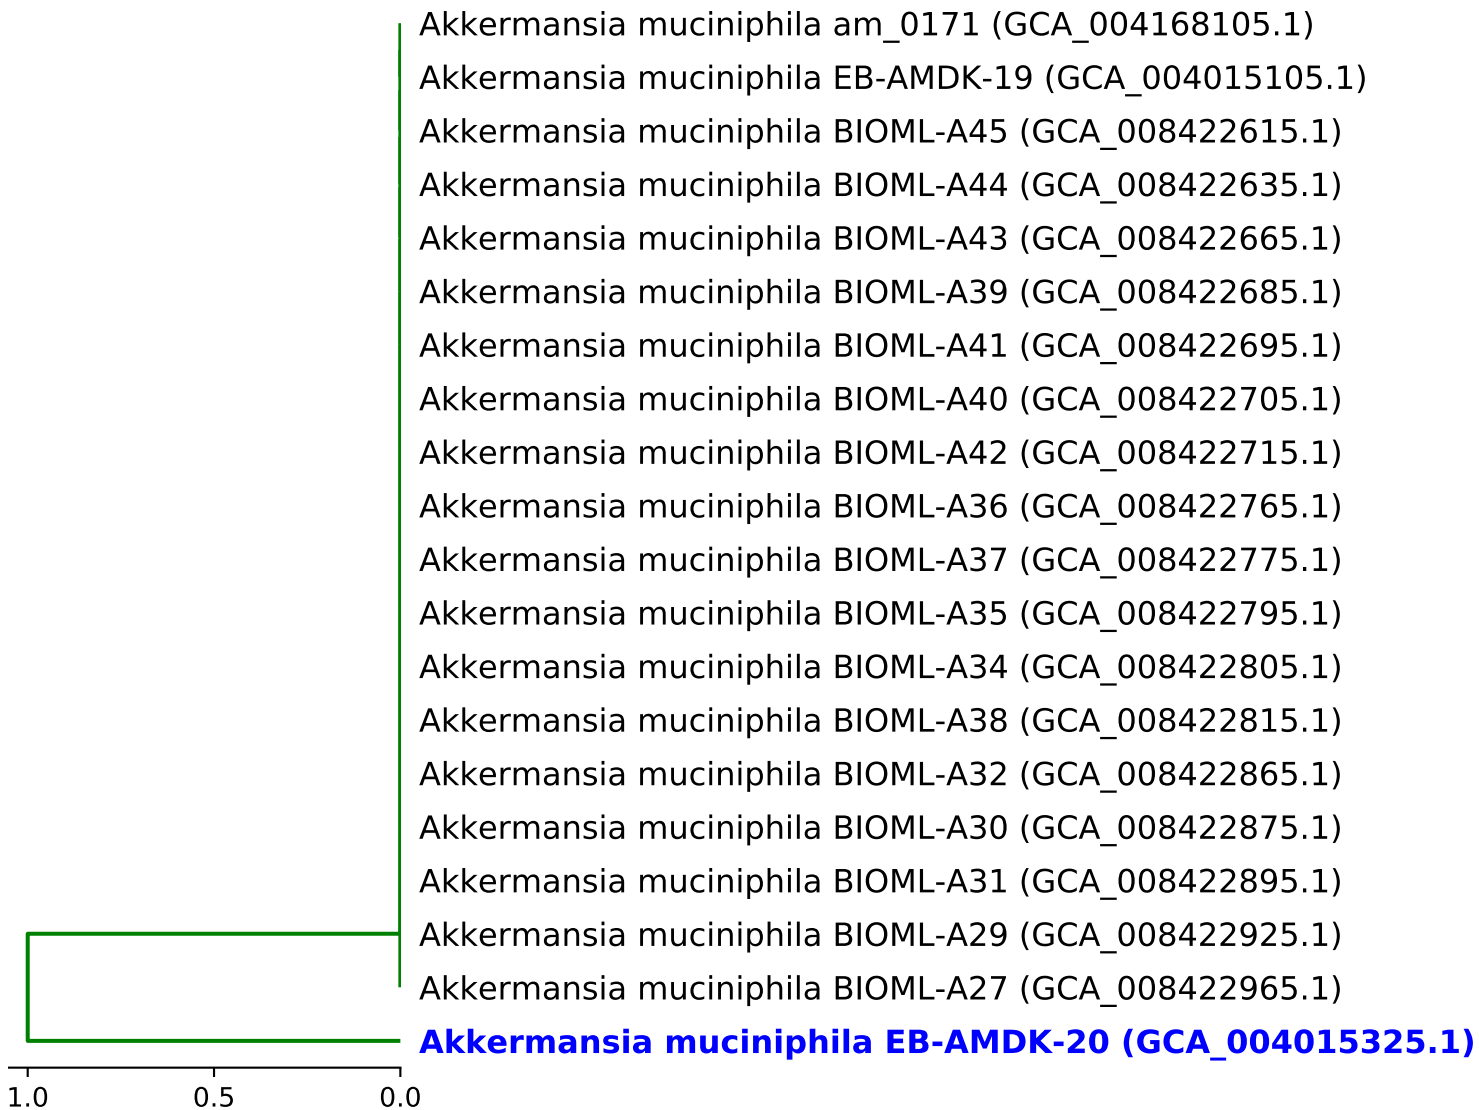 Akkermansia muciniphila am_0171 (GCA_004168105.1)
Akkermansia muciniphila EB-AMDK-19 (GCA_004015105.1)
Akkermansia muciniphila BIOML-A45 (GCA_008422615.1)
Akkermansia muciniphila BIOML-A44 (GCA_008422635.1)
Akkermansia muciniphila BIOML-A43 (GCA_008422665.1)
Akkermansia muciniphila BIOML-A39 (GCA_008422685.1)
Akkermansia muciniphila BIOML-A41 (GCA_008422695.1)
Akkermansia muciniphila BIOML-A40 (GCA_008422705.1)
Akkermansia muciniphila BIOML-A42 (GCA_008422715.1)
Akkermansia muciniphila BIOML-A36 (GCA_008422765.1)
Akkermansia muciniphila BIOML-A37 (GCA_008422775.1)
Akkermansia muciniphila BIOML-A35 (GCA_008422795.1)
Akkermansia muciniphila BIOML-A34 (GCA_008422805.1)
Akkermansia muciniphila BIOML-A38 (GCA_008422815.1)
Akkermansia muciniphila BIOML-A32 (GCA_008422865.1)
Akkermansia muciniphila BIOML-A30 (GCA_008422875.1)
Akkermansia muciniphila BIOML-A31 (GCA_008422895.1)
Akkermansia muciniphila BIOML-A29 (GCA_008422925.1)
Akkermansia muciniphila BIOML-A27 (GCA_008422965.1)
Akkermansia muciniphila EB-AMDK-20 (GCA_004015325.1)
1.0 0.5 0.0